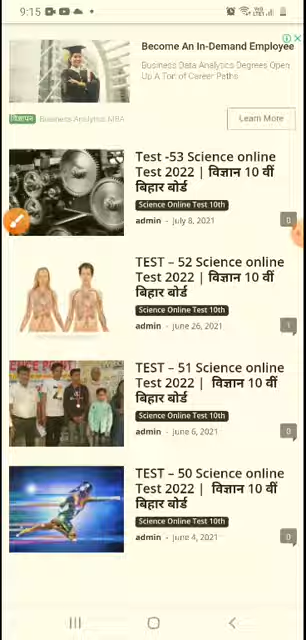 9:15
Become An In-Demand Employee
Business Data Analytics Degrees Open
Up A Ton of Career Paths
विज्ञापन Business Analytics MBA
Learn More
Test -53 Science online
Test 2022 | विज्ञान 10 वीं
बिहार बोर्ड
Science Online Test 10th
admin - July 8, 2021
0
TEST – 52 Science online
Test 2022 | विज्ञान 10 वीं
बिहार बोर्ड
Science Online Test 10th
admin - June 26, 2021
1
TEST – 51 Science online
Test 2022 | विज्ञान 10 वीं
बिहार बोर्ड
Science Online Test 10th
admin - June 6, 2021
0
TEST – 50 Science online
Test 2022 | विज्ञान 10 वीं
बिहार बोर्ड
Science Online Test 10th
admin - June 4, 2021
0